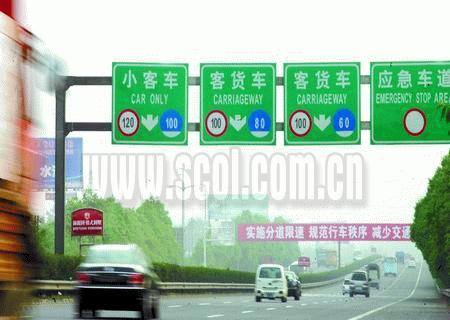 小客车
CAR ONLY
120
100
客货车
CARRIAGEWAY
100
80
客货车
CARRIAGEWAY
100
60
应急车道
EMERGENCY STOP AREA
www.scol.com.cn
实施分道限速 规范行车秩序 减少交